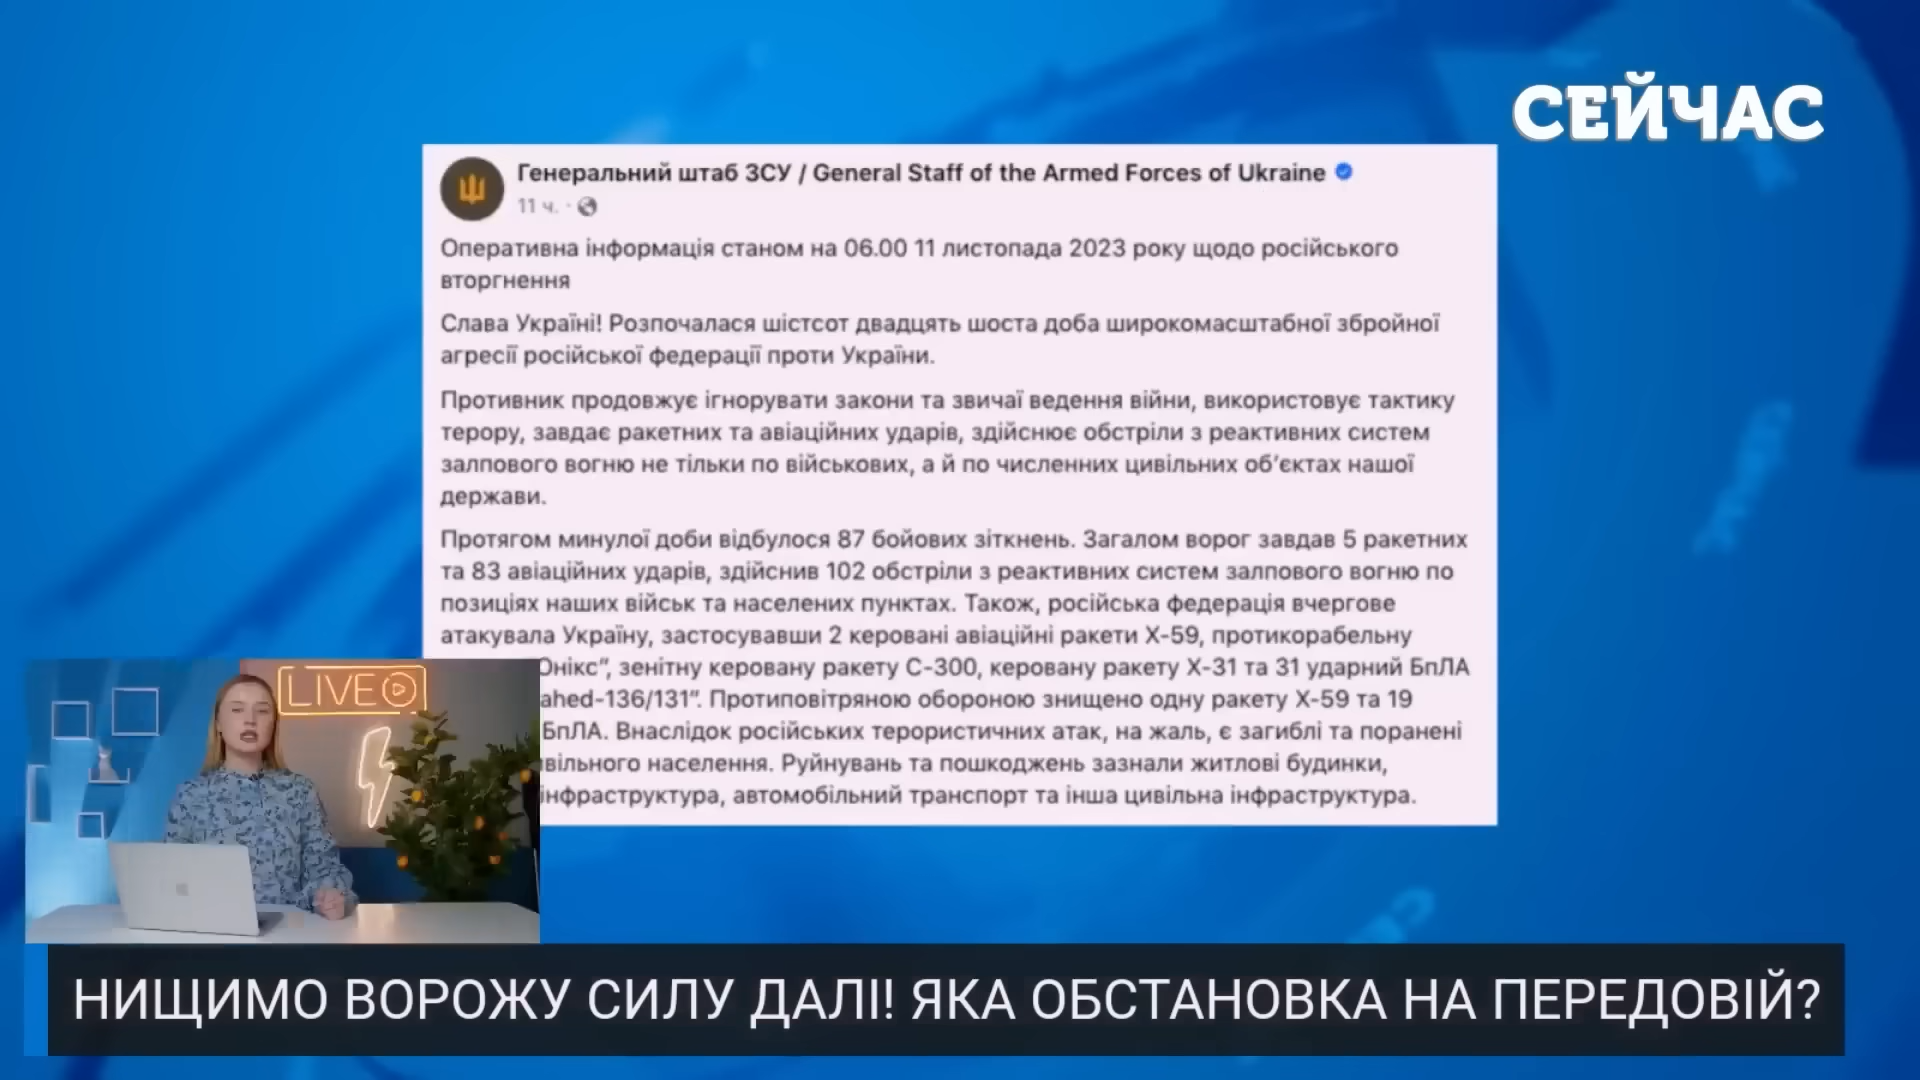 СЕЙЧАС
Генеральний штаб ЗСУ / General Staff of the Armed Forces of Ukraine
11 ч. ·
Оперативна інформація станом на 06.00 11 листопада 2023 року щодо російського
вторгнення
Слава Україні! Розпочалася шістсот двадцять шоста доба широкомасштабної збройної
агресії російської федерації проти України.
Противник продовжує ігнорувати закони та звичаї ведення війни, використовує тактику
терору, завдає ракетних та авіаційних ударів, здійснює обстріли з реактивних систем
залпового вогню не тільки по військових, а й по численних цивільних об’єктах нашої
держави.
Протягом минулої доби відбулося 87 бойових зіткнень. Загалом ворог завдав 5 ракетних
та 83 авіаційних ударів, здійснив 102 обстріли з реактивних систем залпового вогню по
позиціях наших військ та населених пунктах. Також, російська федерація вчергове
атакувала Україну, застосувавши 2 керовані авіаційні ракети Х-59, протикорабельну
Онікс”, зенітну керовану ракету С-300, керовану ракету Х-31 та 31 ударний БпЛА
ahed-136/131”. Протиповітряною обороною знищено одну ракету Х-59 та 19
БпЛА. Внаслідок російських терористичних атак, на жаль, є загиблі та поранені
вільного населення. Руйнувань та пошкоджень зазнали житлові будинки,
інфраструктура, автомобільний транспорт та інша цивільна інфраструктура.
LIVE
НИЩИМО ВОРОЖУ СИЛУ ДАЛІ! ЯКА ОБСТАНОВКА НА ПЕРЕДОВІЙ?